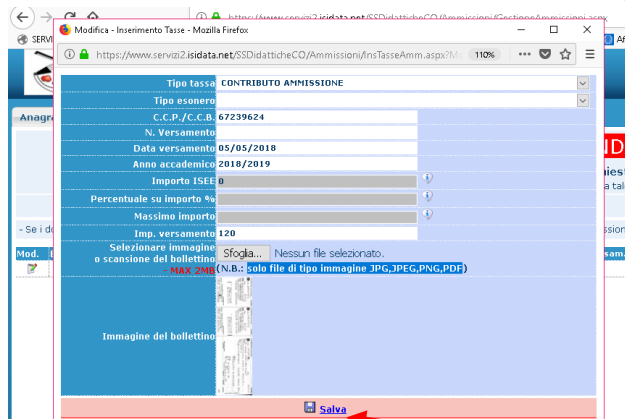 Modifica - Inserimento Tasse - Mozilla Firefox
https://www.servizi2.isidata.net/SSDidatticheCO/Ammissioni/GestioneAmmissioni.aspx
SERVI
https://www.servizi2.isidata.net/SSDidatticheCO/Ammissioni/InsTasseAmm.aspx?Mo
110%
Anagra
Tipo tassa CONTRIBUTO AMMISSIONE
Tipo esonero
C.C.P./C.C.B. 67239624
N. Versamento
Data versamento 05/05/2018
Anno accademico 2018/2019
Importo ISEE 0
Percentuale su importo %
Massimo importo
Imp. versamento 120
- Se i d
Selezionare immagine
o scansione del bollettino
- MAX 2MB
Sfoglia... Nessun file selezionato.
(N.B.: solo file di tipo immagine JPG,JPEG,PNG,PDF)
Mod.
Immagine del bollettino
Salva